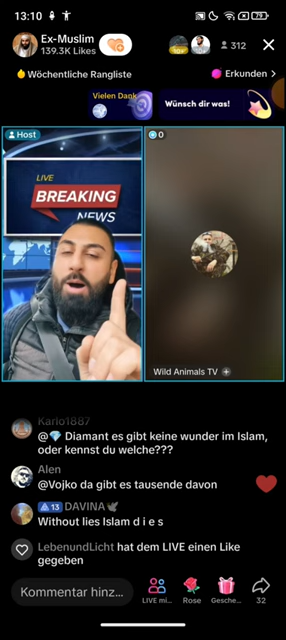 13:10
79
Ex-Muslim
139.3K Likes
312
Wöchentliche Rangliste
Erkunden >
Vielen Dank
Wünsch dir was!
Host
0
LIVE
BREAKING
NEWS
Wild Animals TV +
Karlo1887
@💎 Diamant es gibt keine wunder im Islam,
oder kennst du welche???
Alen
@Vojko da gibt es tausende davon
13 DAVINA🕊
Without lies Islam d i e s
LebenundLicht hat dem LIVE einen Like
gegeben
Kommentar hinz...
LIVE mi...
Rose
Gesche...
32